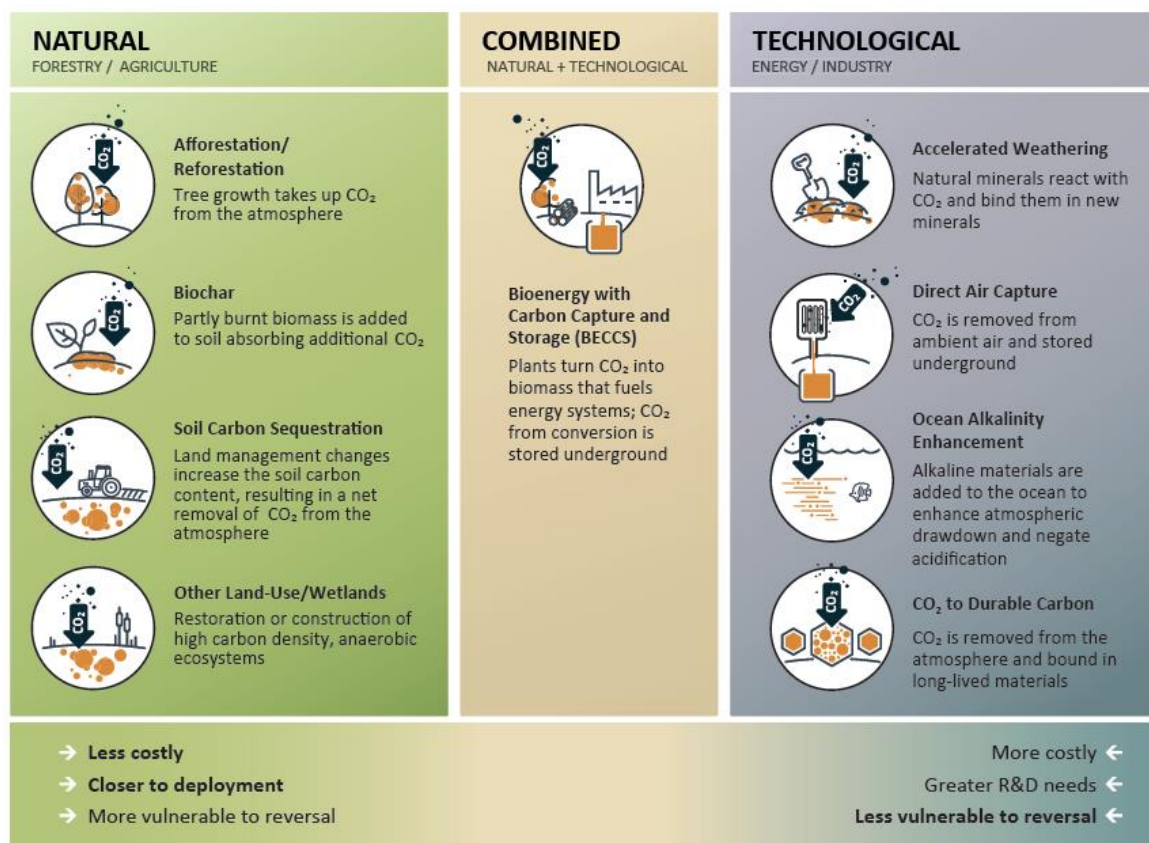 NATURAL
FORESTRY / AGRICULTURE
CO₂
Afforestation/
Reforestation
Tree growth takes up CO₂
from the atmosphere
CO₂
Biochar
Partly burnt biomass is added
to soil absorbing additional CO₂
CO₂
Soil Carbon Sequestration
Land management changes
increase the soil carbon
content, resulting in a net
removal of CO₂ from the
atmosphere
CO₂
Other Land-Use/Wetlands
Restoration or construction of
high carbon density, anaerobic
ecosystems
COMBINED
NATURAL + TECHNOLOGICAL
CO₂
Bioenergy with
Carbon Capture and
Storage (BECCS)
Plants turn CO₂ into
biomass that fuels
energy systems; CO₂
from conversion is
stored underground
TECHNOLOGICAL
ENERGY / INDUSTRY
CO₂
Accelerated Weathering
Natural minerals react with
CO₂ and bind them in new
minerals
CO₂
Direct Air Capture
CO₂ is removed from
ambient air and stored
underground
CO₂
Ocean Alkalinity
Enhancement
Alkaline materials are
added to the ocean to
enhance atmospheric
drawdown and negate
acidification
CO₂
CO₂ to Durable Carbon
CO₂ is removed from the
atmosphere and bound in
long-lived materials
→ Less costly
→ Closer to deployment
→ More vulnerable to reversal
More costly ←
Greater R&D needs ←
Less vulnerable to reversal ←